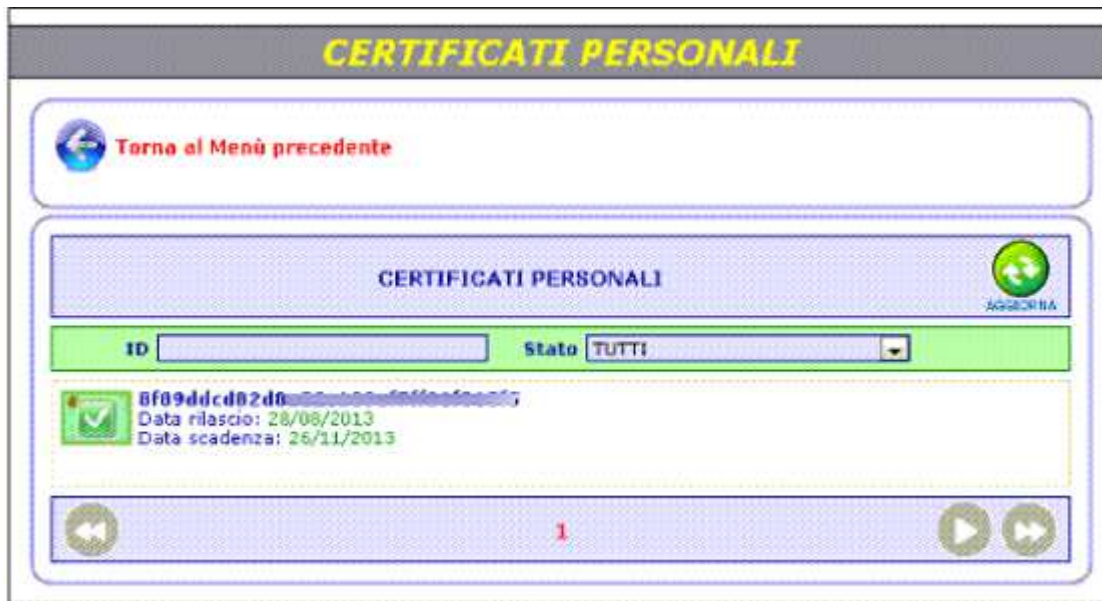 CERTIFICATI PERSONALI
Torna al Menù precedente
CERTIFICATI PERSONALI
AGGIORNA
ID
Stato TUTTI
Data rilascio: 28/08/2013
Data scadenza: 26/11/2013
1